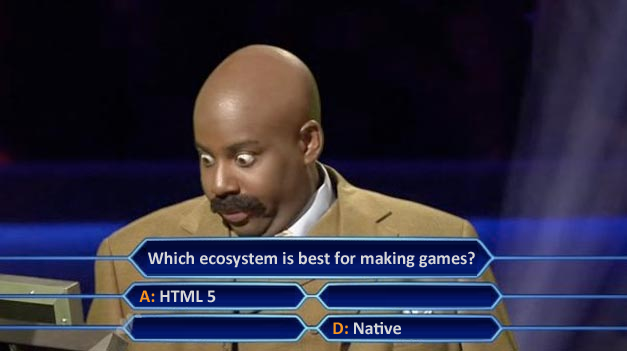 Which ecosystem is best for making games?
A: HTML 5
D: Native